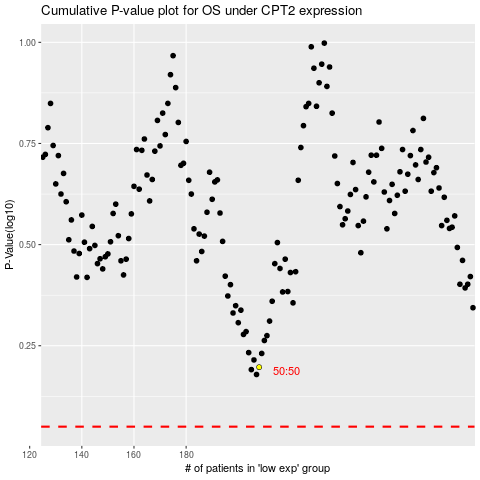 Cumulative P-value plot for OS under CPT2 expression
1.00
0.75
P-Value(log10)
0.50
0.25
50:50
120 140 160 180
# of patients in 'low exp' group